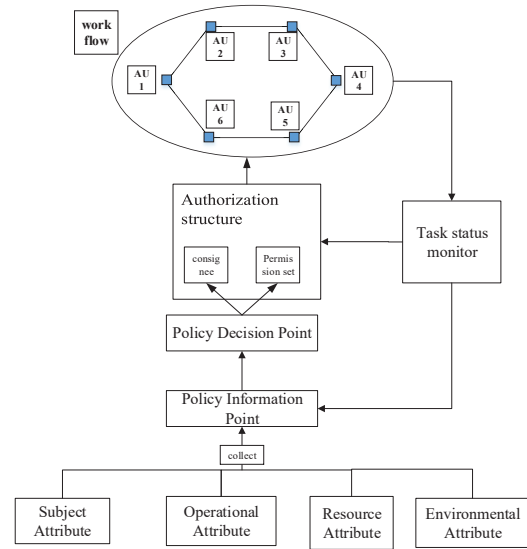 work
flow
AU
2
AU
3
AU
1
AU
4
AU
6
AU
5
Authorization
structure
consig
nee
Permis
sion set
Task status
monitor
Policy Decision Point
Policy Information
Point
collect
Subject
Attribute
Operational
Attribute
Resource
Attribute
Environmental
Attribute